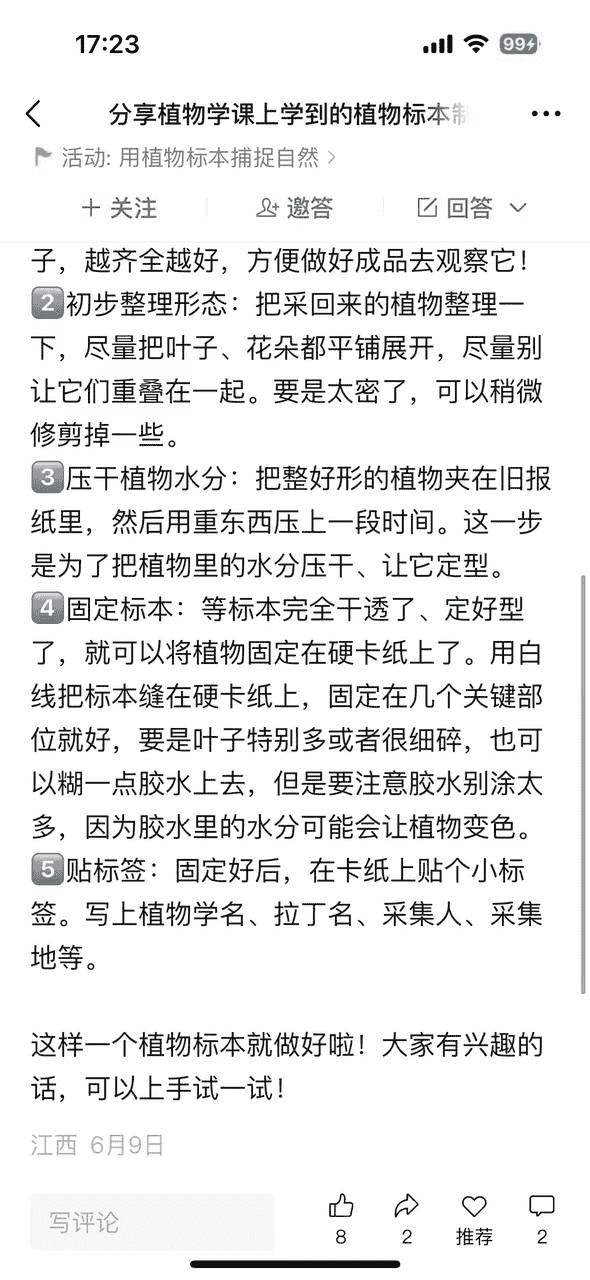 17:23
99
分享植物学课上学到的植物标本制
活动: 用植物标本捕捉自然
关注 邀答 回答
子，越齐全越好，方便做好成品去观察它！
2初步整理形态：把采回来的植物整理一
下，尽量把叶子、花朵都平铺展开，尽量别
让它们重叠在一起。要是太密了，可以稍微
修剪掉一些。
3压干植物水分：把整好形的植物夹在旧报
纸里，然后用重东西压上一段时间。这一步
是为了把植物里的水分压干、让它定型。
4固定标本：等标本完全干透了、定好型
了，就可以将植物固定在硬卡纸上了。用白
线把标本缝在硬卡纸上，固定在几个关键部
位就好，要是叶子特别多或者很细碎，也可
以糊一点胶水上去，但是要注意胶水别涂太
多，因为胶水里的水分可能会让植物变色。
5贴标签：固定好后，在卡纸上贴个小标
签。写上植物学名、拉丁名、采集人、采集
地等。
这样一个植物标本就做好啦！大家有兴趣的
话，可以上手试一试！
江西 6月9日
写评论
8 2 推荐 2